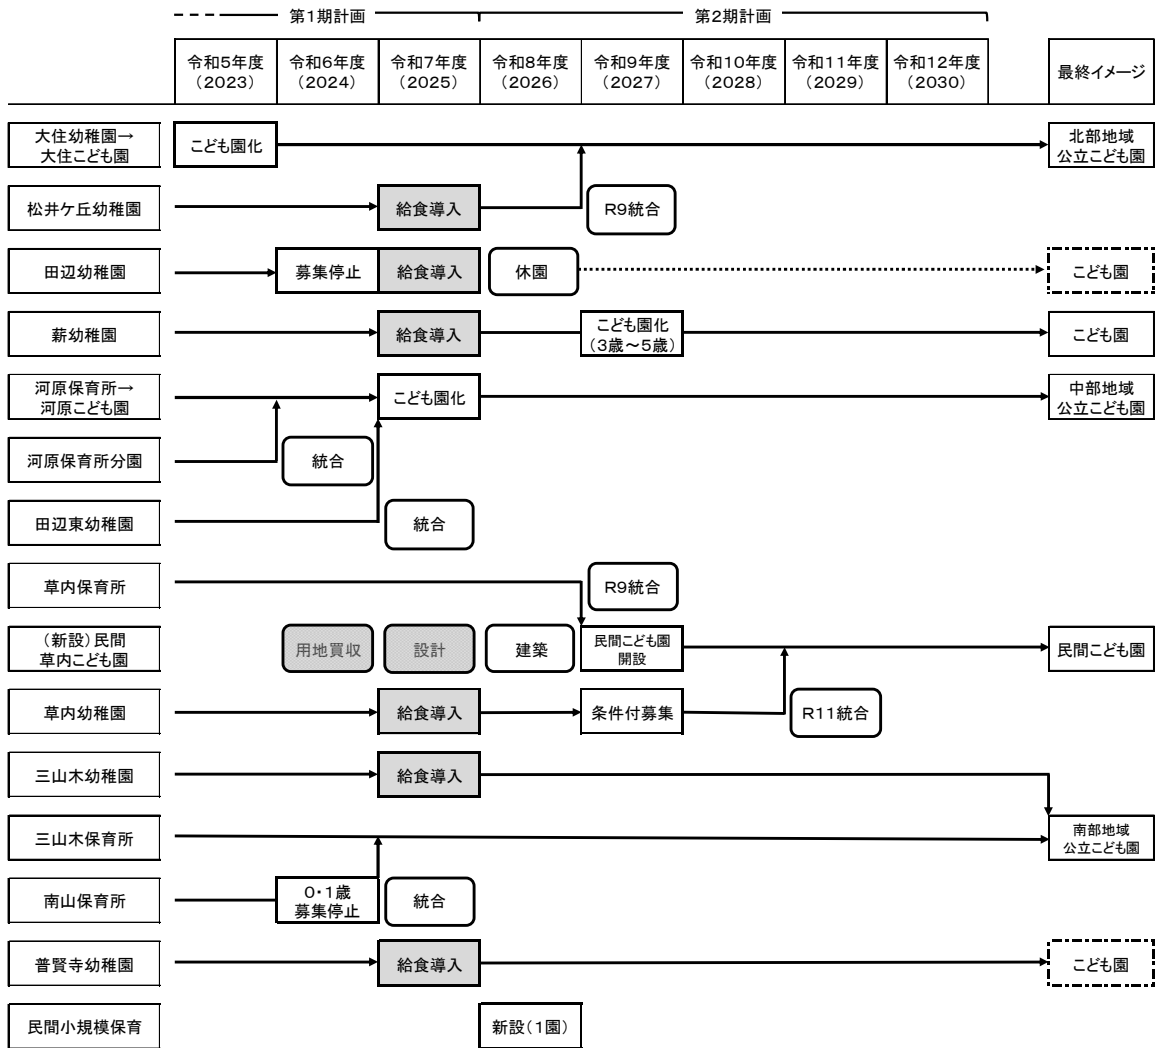 第1期計画
第2期計画
令和5年度
(2023)
令和6年度
(2024)
令和7年度
(2025)
令和8年度
(2026)
令和9年度
(2027)
令和10年度
(2028)
令和11年度
(2029)
令和12年度
(2030)
最終イメージ
大住幼稚園→
大住こども園
こども園化
北部地域
公立こども園
松井ケ丘幼稚園
給食導入
R9統合
田辺幼稚園
募集停止
給食導入
休園
こども園
薪幼稚園
給食導入
こども園化
(3歳～5歳)
こども園
河原保育所→
河原こども園
こども園化
中部地域
公立こども園
河原保育所分園
統合
田辺東幼稚園
統合
草内保育所
R9統合
(新設)民間
草内こども園
用地買収
設計
建築
民間こども園
開設
民間こども園
草内幼稚園
給食導入
条件付募集
R11統合
三山木幼稚園
給食導入
三山木保育所
南部地域
公立こども園
南山保育所
0・1歳
募集停止
統合
普賢寺幼稚園
給食導入
こども園
民間小規模保育
新設(1園)